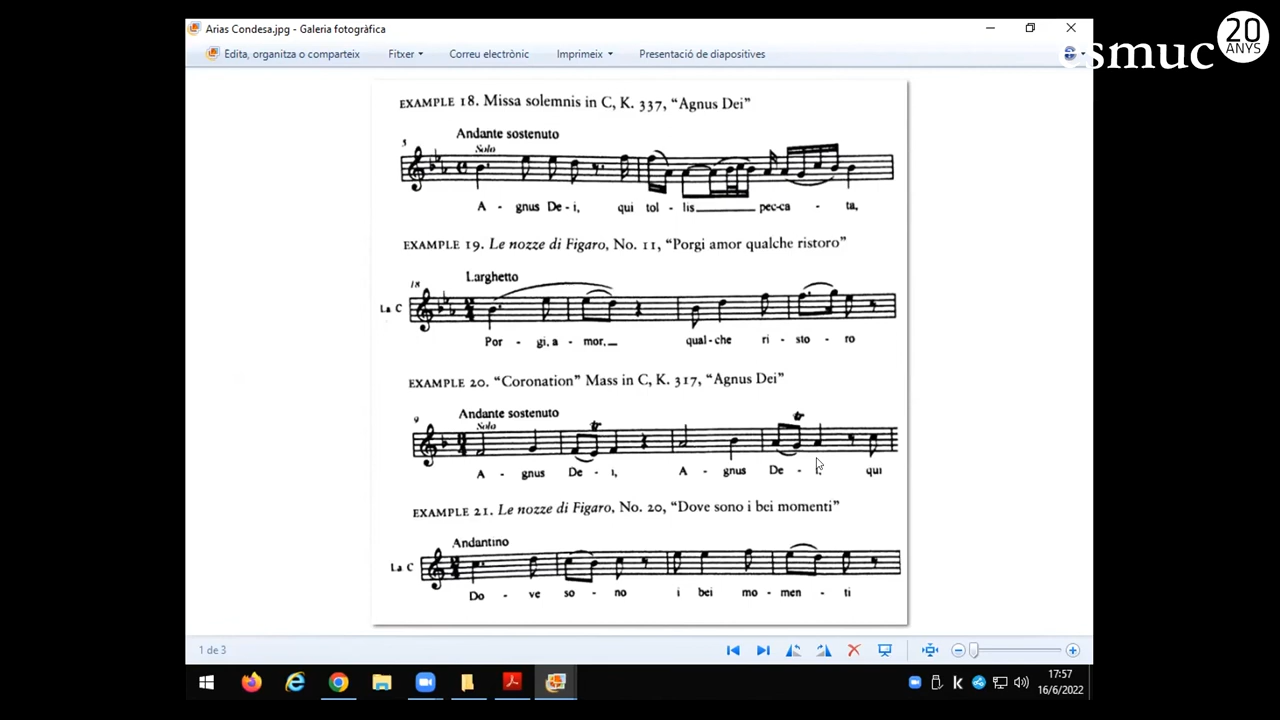 Arias Condesa.jpg - Galeria fotogràfica
20
ANYS
esmuc
Edita, organitza o comparteix Fitxer Correu electrònic Imprimeix Presentació de diapositives
EXAMPLE 18. Missa solemnis in C, K. 337, "Agnus Dei"
Andante sostenuto
5
Solo
A - gnus De - i, qui tol - lis pec-ca - ta,
EXAMPLE 19. Le nozze di Figaro, No. 11, "Porgi amor qualche ristoro"
Larghetto
18
La C
Por - gi, a - mor, qual-che ri - sto - ro
EXAMPLE 20. "Coronation" Mass in C, K. 317, "Agnus Dei"
Andante sostenuto
9
Solo
A - gnus De - i, A - gnus De - i, qui
EXAMPLE 21. Le nozze di Figaro, No. 20, "Dove sono i bei momenti"
Andantino
La C
Do - ve so - no i bei mo - men - ti
1 de 3
17:57
16/6/2022